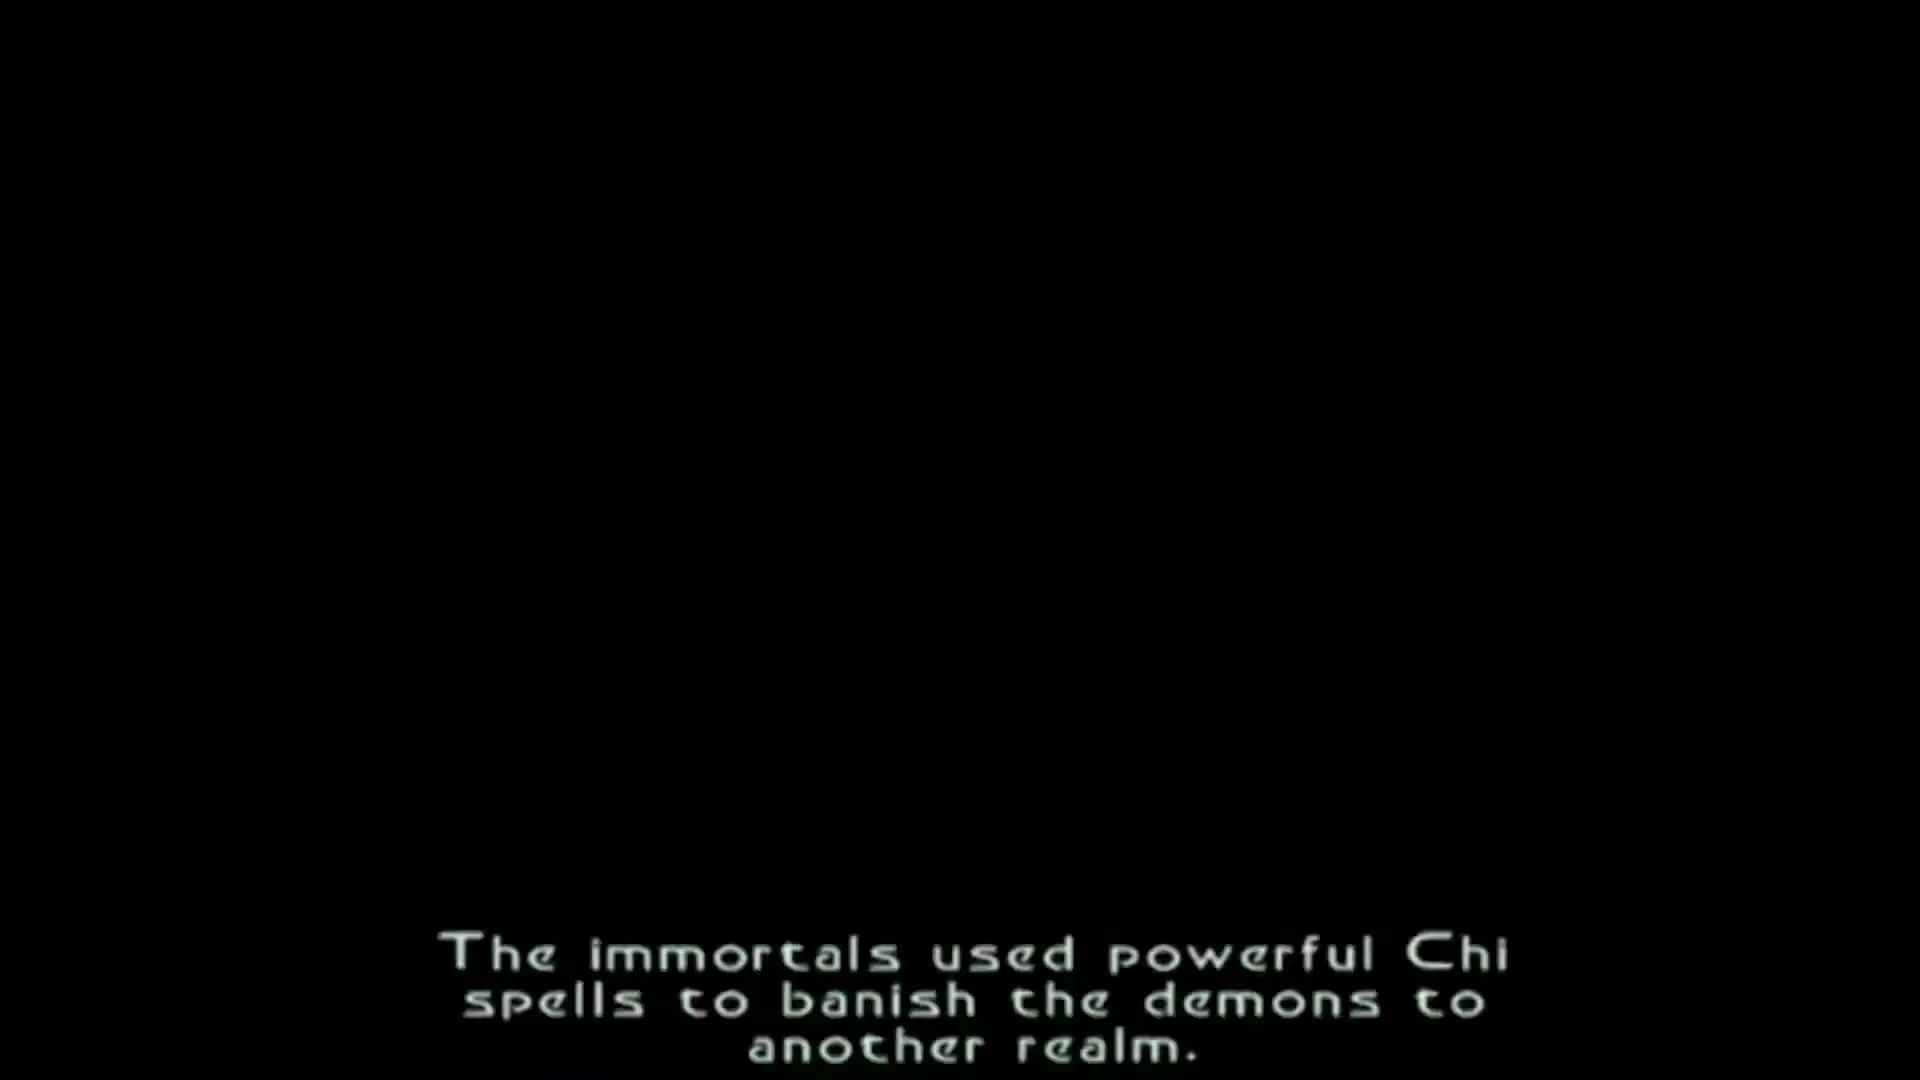 The immortals used powerful Chi
spells to banish the demons to
another realm.